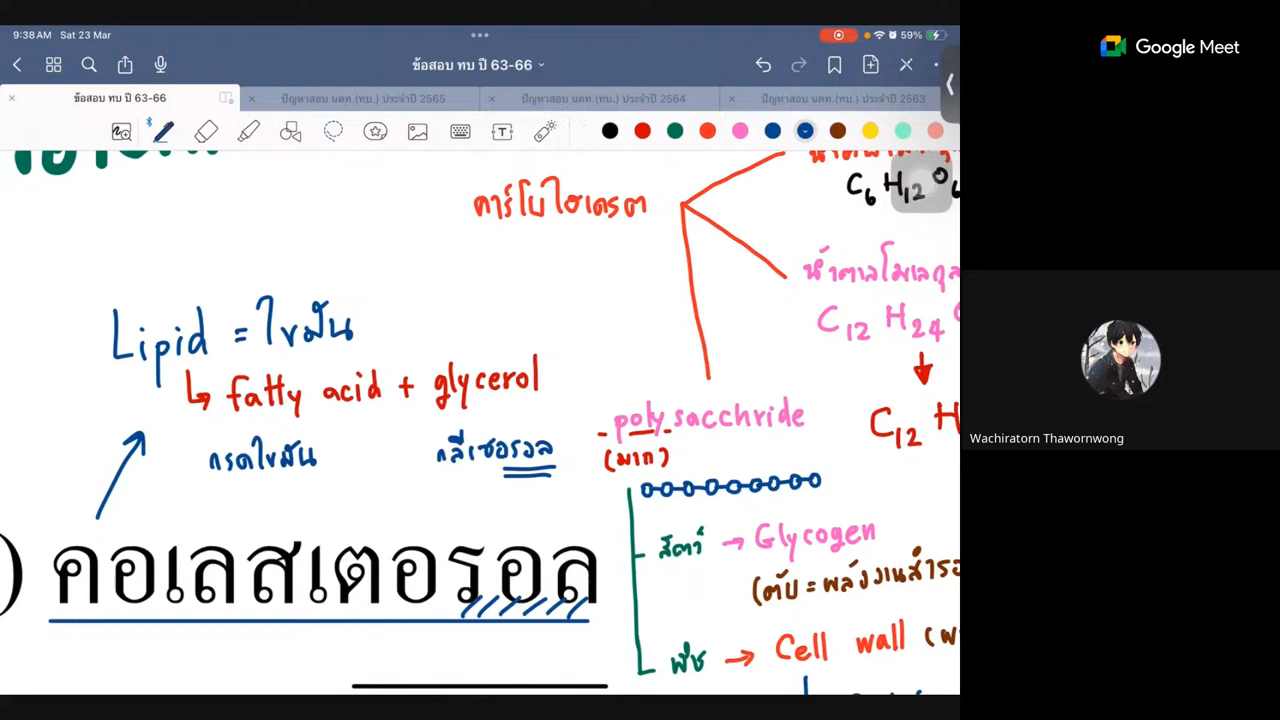 9:38 AM Sat 23 Mar
59%
Google Meet
ข้อสอบ ทบ ปี 63-66
ข้อสอบ ทบ ปี 63-66
ปัญหาสอบ นตท.(ทบ.) ประจำปี 2565
ปัญหาสอบ นตท.(ทบ.) ประจำปี 2564
ปัญหาสอบ นตท.(ทบ.) ประจำปี 2563
คาร์โบไฮเดรต
C6 H12 O6
น้ำตาลโมเลกุล
C12 H24
C12 H
Lipid = ไขมัน
↳ fatty acid + glycerol
กรดไขมัน กลีเซอรอล
poly sacchride
(มาก)
สัตว์ → Glycogen
(ตับ = พลังงานสำรอ
พืช → Cell wall
) คอเลสเตอรอล
Wachiratorn Thawornwong